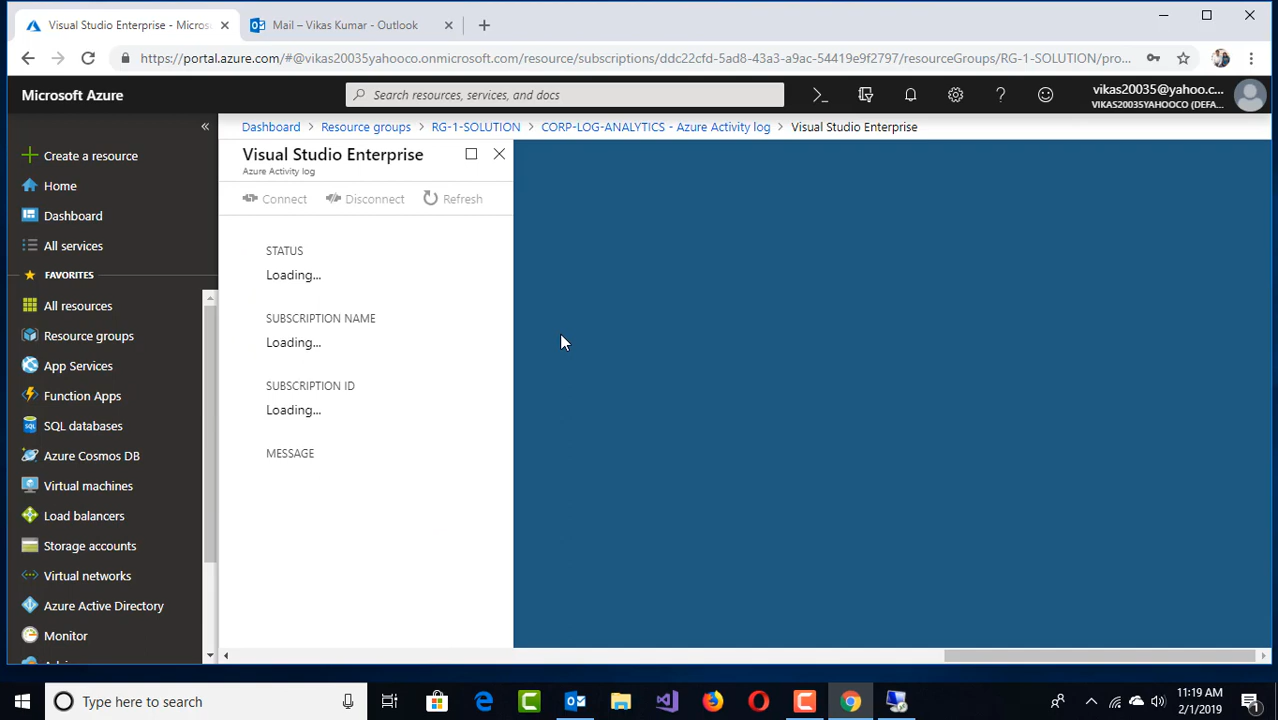 Visual Studio Enterprise - Micros
Mail – Vikas Kumar - Outlook
https://portal.azure.com/#@vikas20035yahooco.onmicrosoft.com/resource/subscriptions/ddc22cfd-5ad8-43a3-a9ac-54419e9f2797/resourceGroups/RG-1-SOLUTION/pro...
Microsoft Azure
Search resources, services, and docs
vikas20035@yahoo.c...
VIKAS20035YAHOOCO (DEFA...
Dashboard
Resource groups
RG-1-SOLUTION
CORP-LOG-ANALYTICS - Azure Activity log
Visual Studio Enterprise
Create a resource
Home
Dashboard
All services
FAVORITES
All resources
Resource groups
App Services
Function Apps
SQL databases
Azure Cosmos DB
Virtual machines
Load balancers
Storage accounts
Virtual networks
Azure Active Directory
Monitor
Visual Studio Enterprise
Azure Activity log
Connect
Disconnect
Refresh
STATUS
Loading...
SUBSCRIPTION NAME
Loading...
SUBSCRIPTION ID
Loading...
MESSAGE
Type here to search
11:19 AM
2/1/2019
1